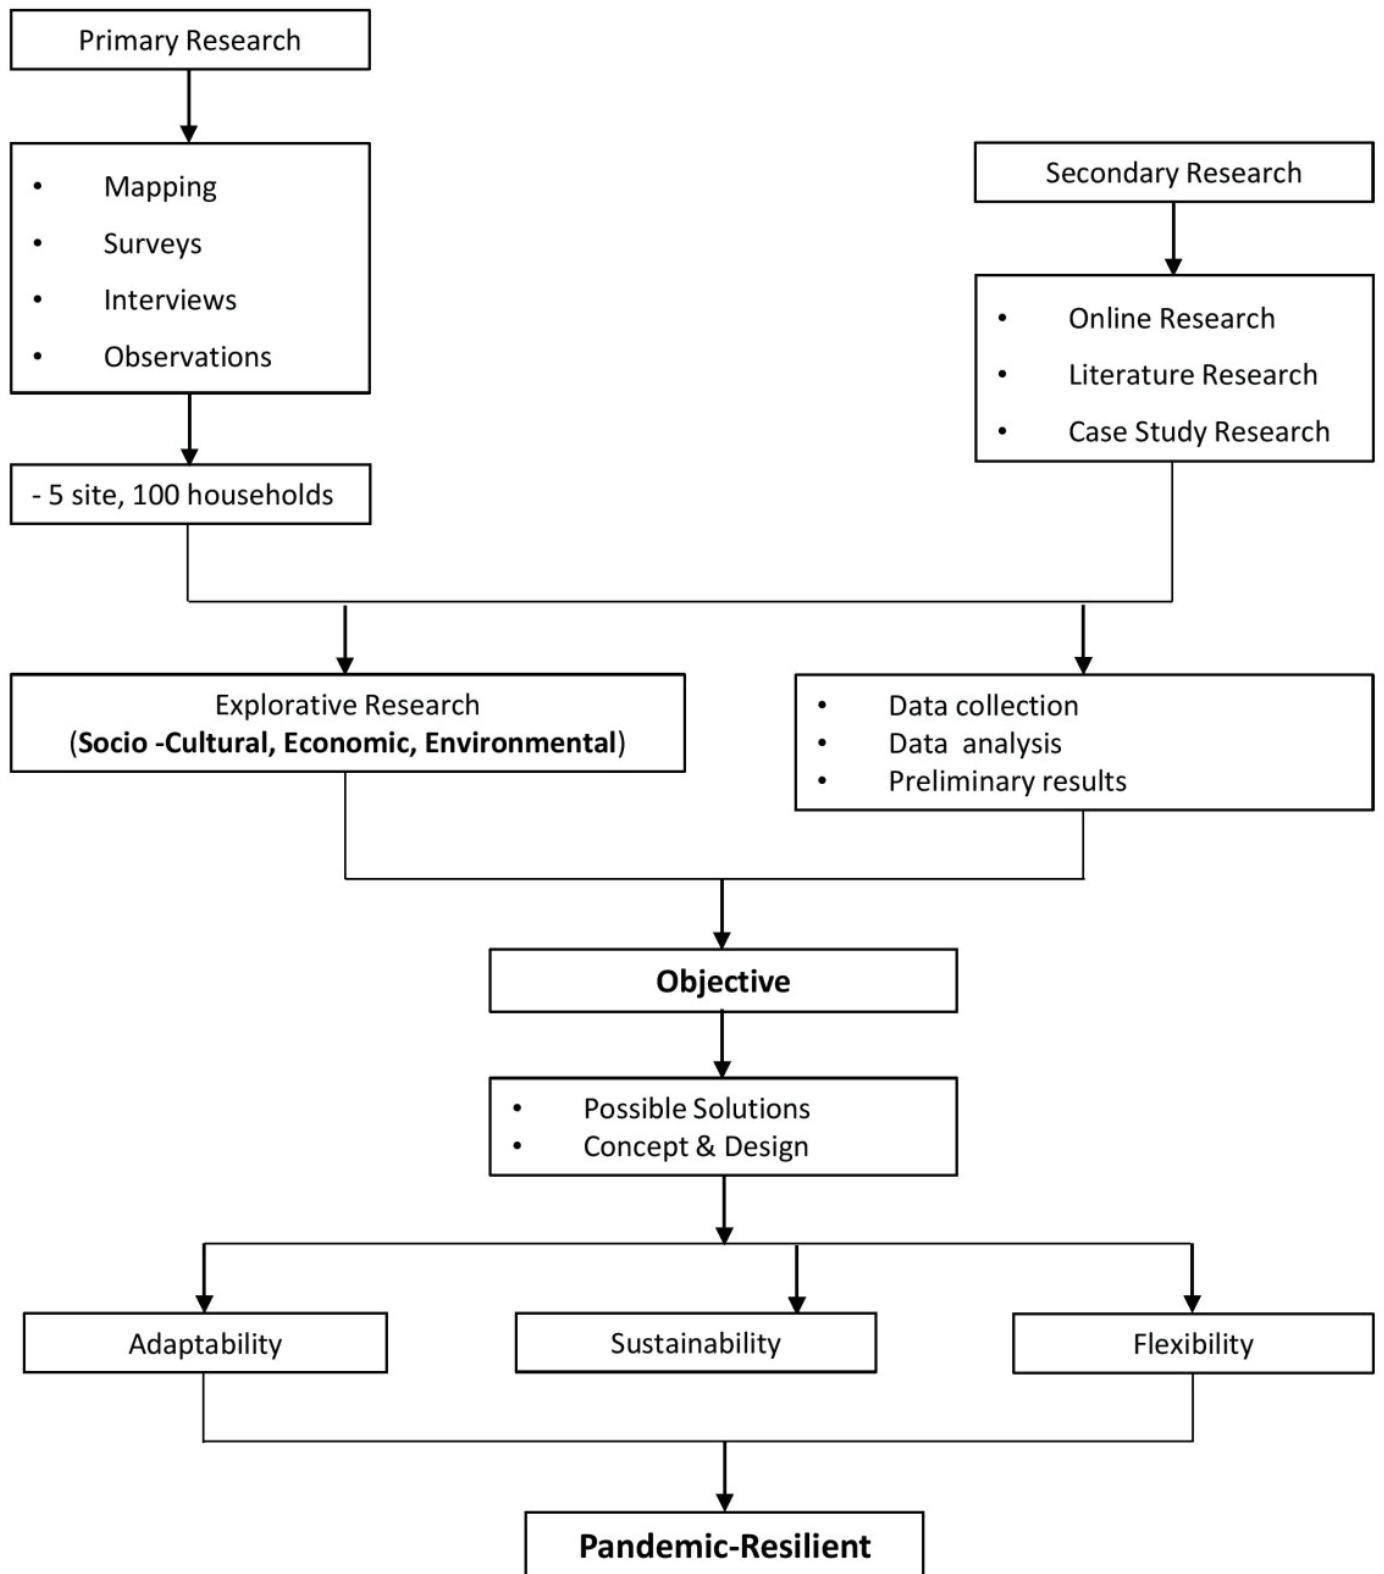 Primary Research
• Mapping
• Surveys
• Interviews
• Observations
- 5 site, 100 households
Secondary Research
• Online Research
• Literature Research
• Case Study Research
Explorative Research
(Socio -Cultural, Economic, Environmental)
• Data collection
• Data  analysis
• Preliminary results
Objective
• Possible Solutions
• Concept & Design
Adaptability
Sustainability
Flexibility
Pandemic-Resilient